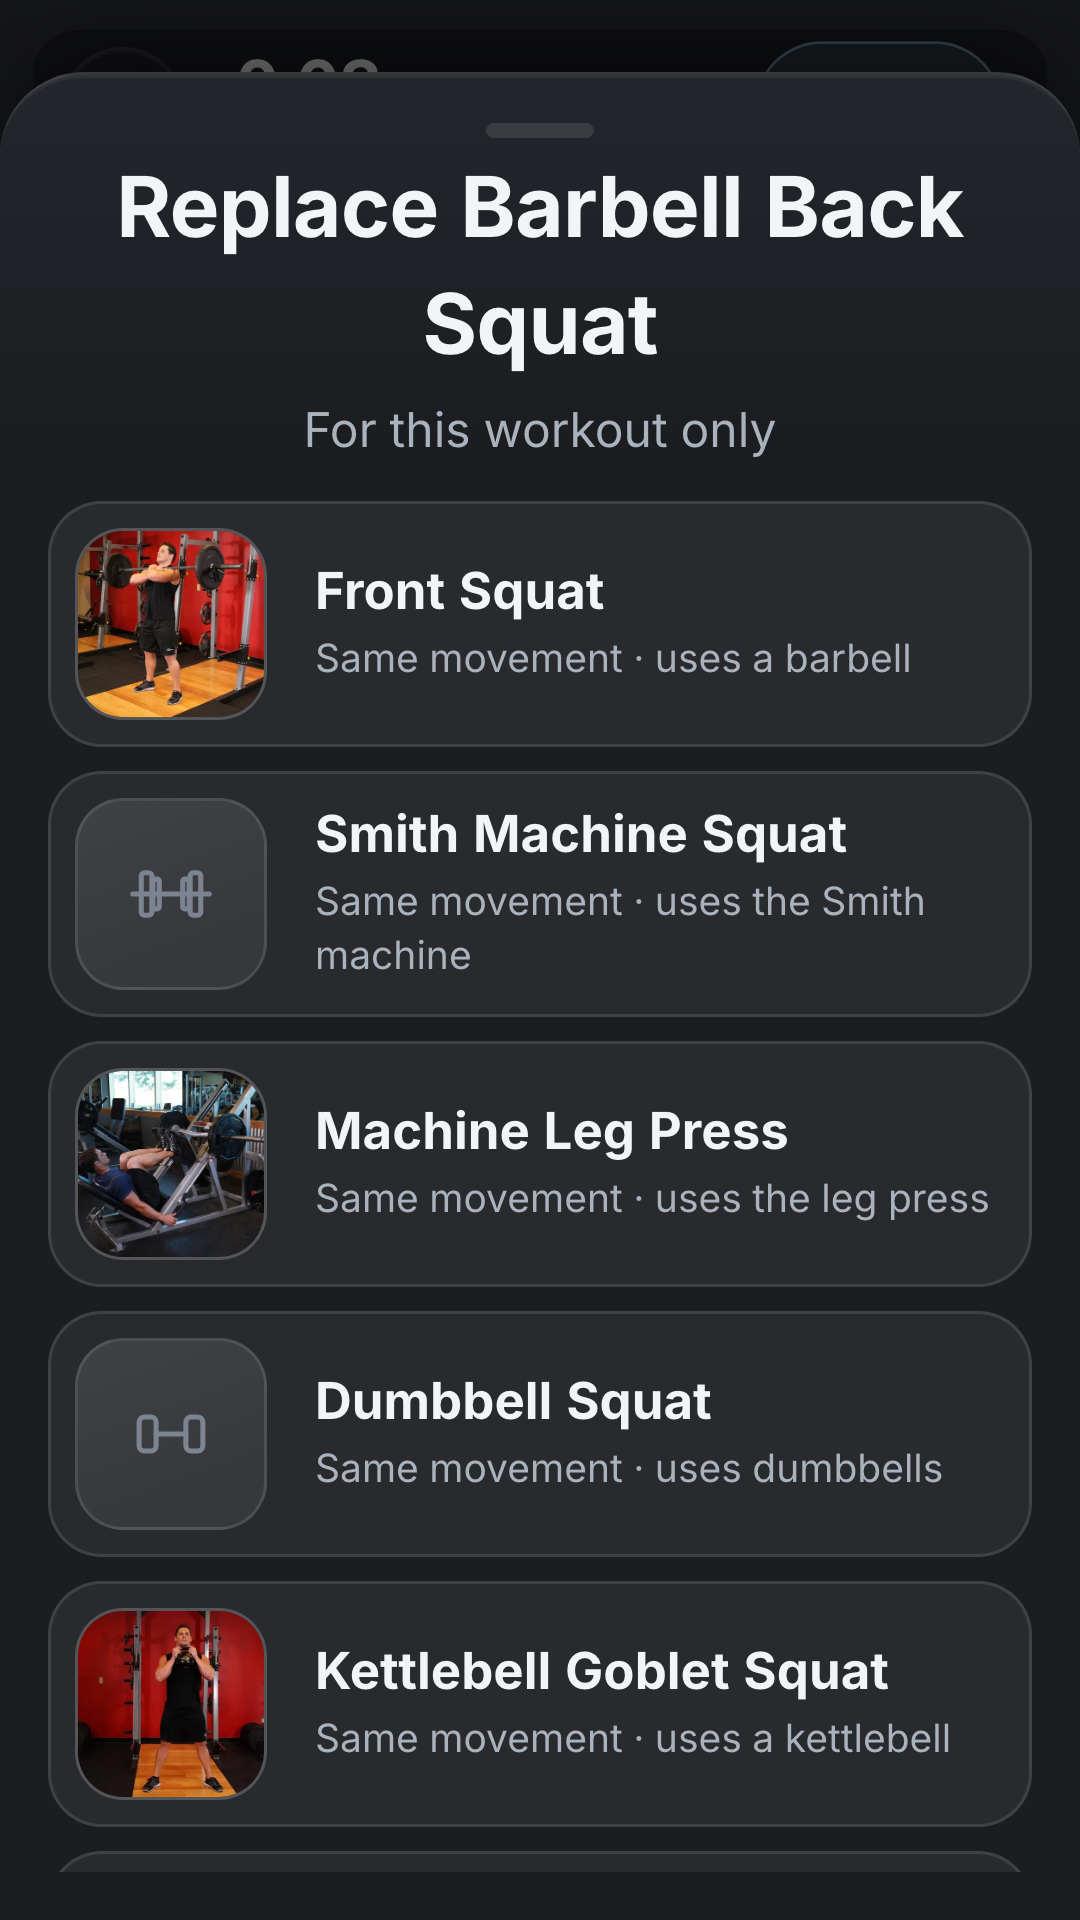 Replace Barbell Back
Squat
For this workout only
Front Squat
Same movement · uses a barbell
Smith Machine Squat
Same movement · uses the Smith
machine
Machine Leg Press
Same movement · uses the leg press
Dumbbell Squat
Same movement · uses dumbbells
Kettlebell Goblet Squat
Same movement · uses a kettlebell